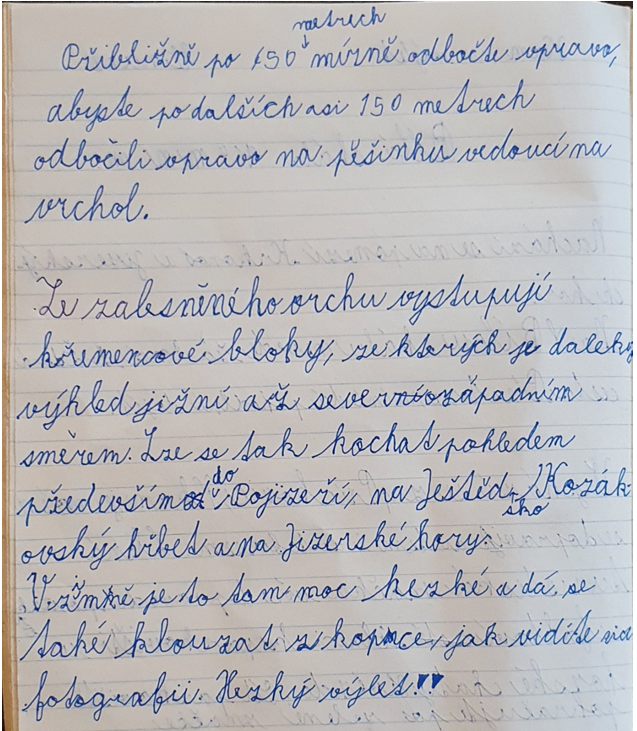 metrech
Přibližně po 150 mírně odbočte vpravo,
abyste po dalších asi 150 metrech
odbočili vpravo na pěšinku vedoucí na
vrchol.
Ze zalesněného vrchu vystupují
křemencové bloky, ze kterých je daleký
výhled jižní až severozápadním
směrem. Lze se tak kochat pohledem
především do Pojizeří, na Ještěd-
sko
Kozák-
ovský hřbet a na Jizerské hory.
V zimě je to tam moc hezké a dá se
také klouzat z kopce, jak vidíte na
fotografii. Hezký výlet!!